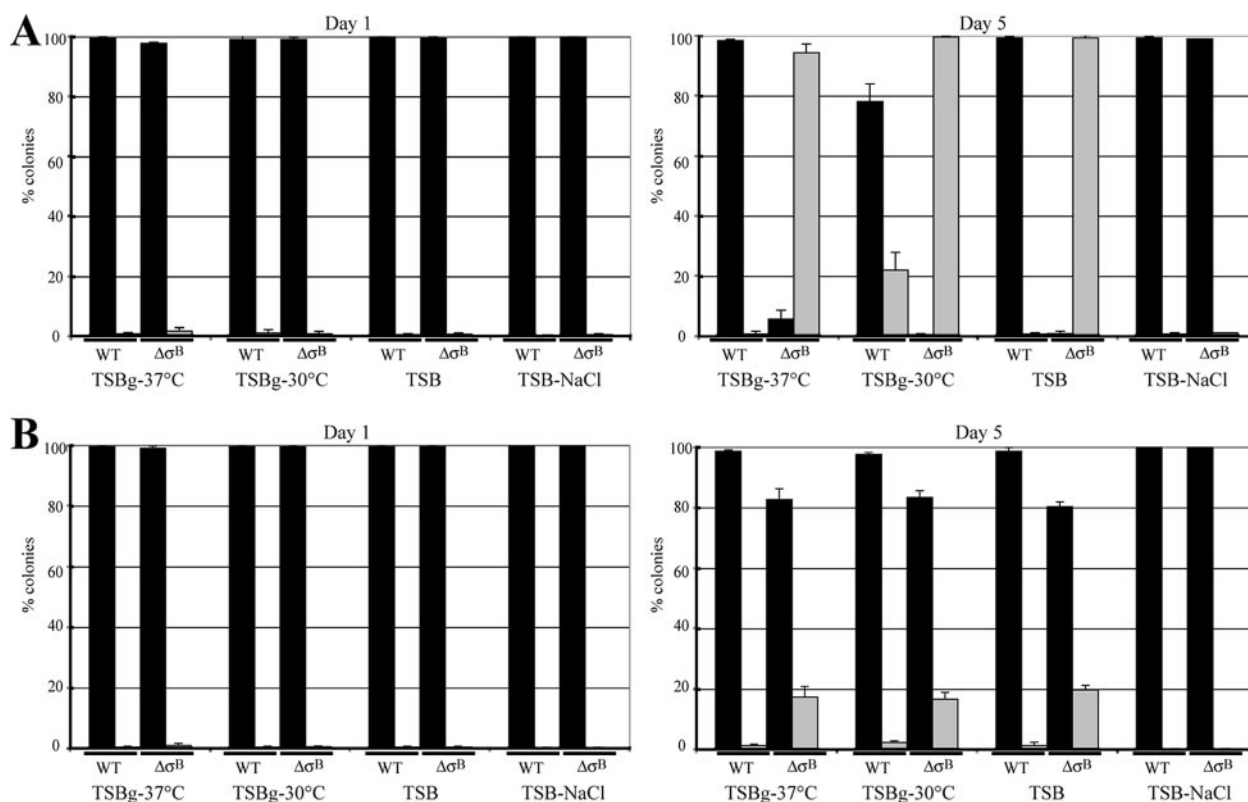 A
Day 1
% colonies
100
80
60
40
20
0
WT ΔσB WT ΔσB WT ΔσB WT ΔσB
TSBg-37°C TSBg-30°C TSB TSB-NaCl
Day 5
% colonies
100
80
60
40
20
0
WT ΔσB WT ΔσB WT ΔσB WT ΔσB
TSBg-37°C TSBg-30°C TSB TSB-NaCl
B
Day 1
% colonies
100
80
60
40
20
0
WT ΔσB WT ΔσB WT ΔσB WT ΔσB
TSBg-37°C TSBg-30°C TSB TSB-NaCl
Day 5
% colonies
100
80
60
40
20
0
WT ΔσB WT ΔσB WT ΔσB WT ΔσB
TSBg-37°C TSBg-30°C TSB TSB-NaCl